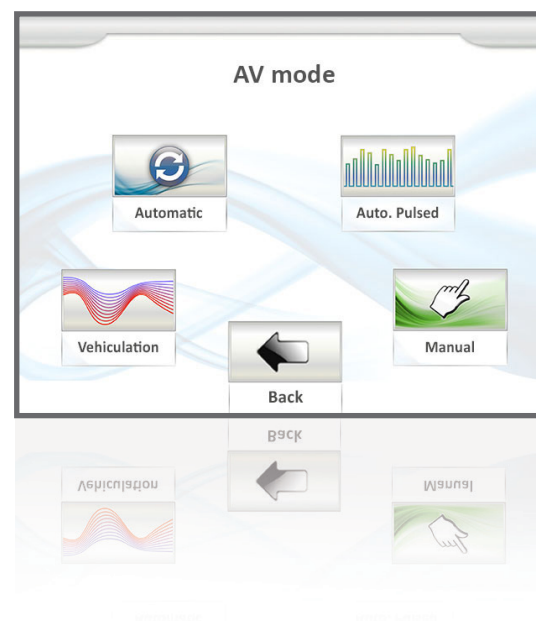 AV mode
Automatic
Auto. Pulsed
Vehiculation
Manual
Back